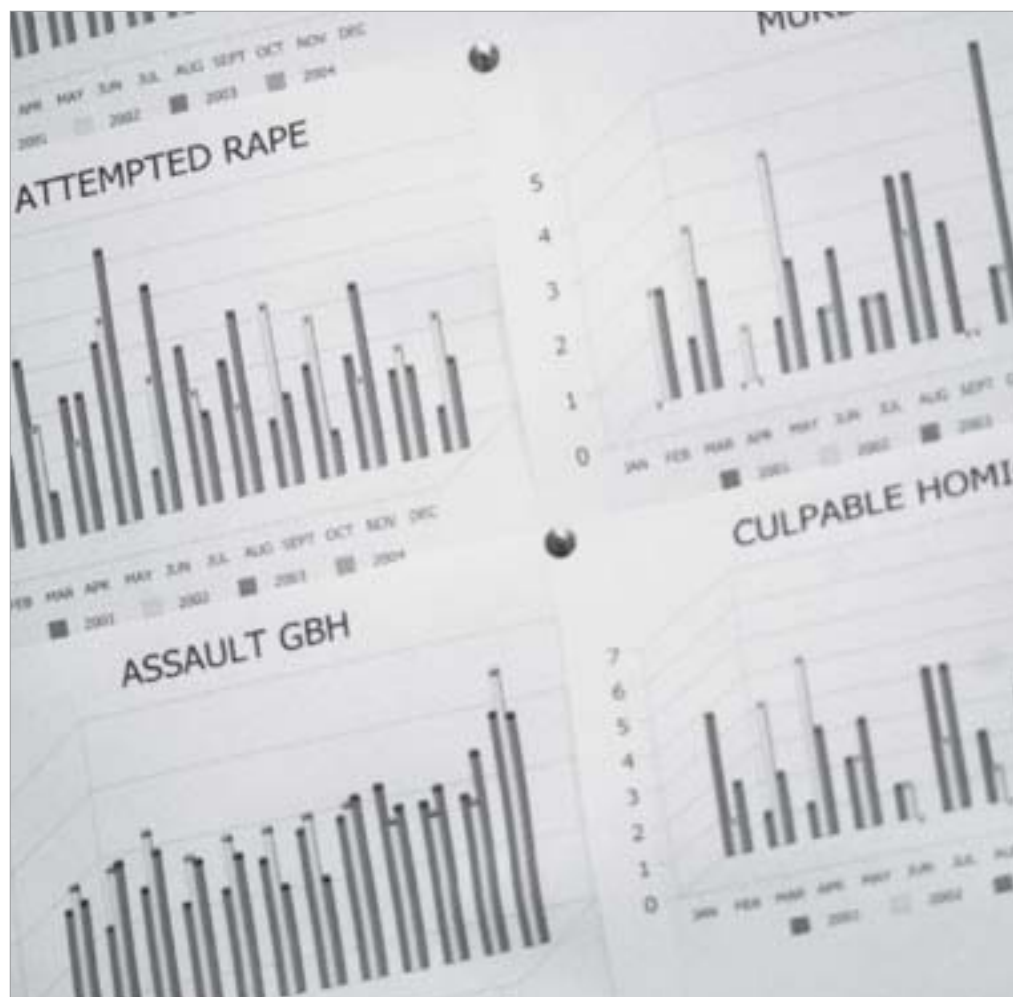 APR MAY JUN JUL AUG SEPT OCT NOV DEC
2001 2002 2003 2004
ATTEMPTED RAPE
FEB MAR APR MAY JUN JUL AUG SEPT OCT NOV DEC
2001 2002 2003 2004
ASSAULT GBH
5
4
3
2
1
0
JAN FEB MAR APR MAY JUN JUL AUG SEPT
2001 2002 2003
CULPABLE HOMI
7
6
5
4
3
2
1
0
JAN FEB MAR APR MAY JUN JUL
2001 2002